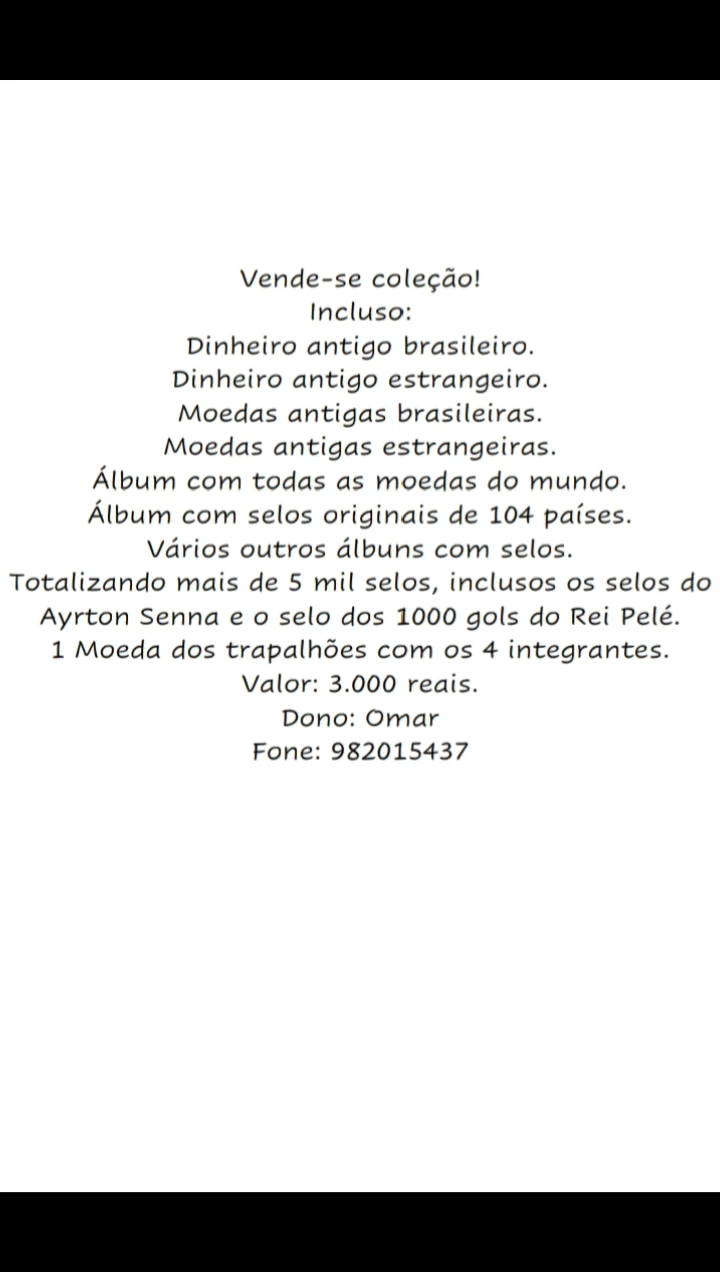 Vende-se coleção!
Incluso:
Dinheiro antigo brasileiro.
Dinheiro antigo estrangeiro.
Moedas antigas brasileiras.
Moedas antigas estrangeiras.
Álbum com todas as moedas do mundo.
Álbum com selos originais de 104 países.
Vários outros álbuns com selos.
Totalizando mais de 5 mil selos, inclusos os selos do
Ayrton Senna e o selo dos 1000 gols do Rei Pelé.
1 Moeda dos trapalhões com os 4 integrantes.
Valor: 3.000 reais.
Dono: Omar
Fone: 982015437